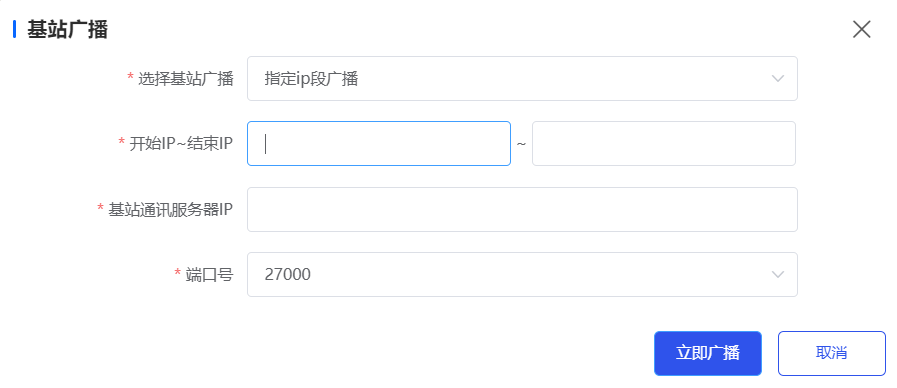 基站广播
* 选择基站广播 指定ip段广播
* 开始IP~结束IP ~
* 基站通讯服务器IP
* 端口号 27000
立即广播 取消